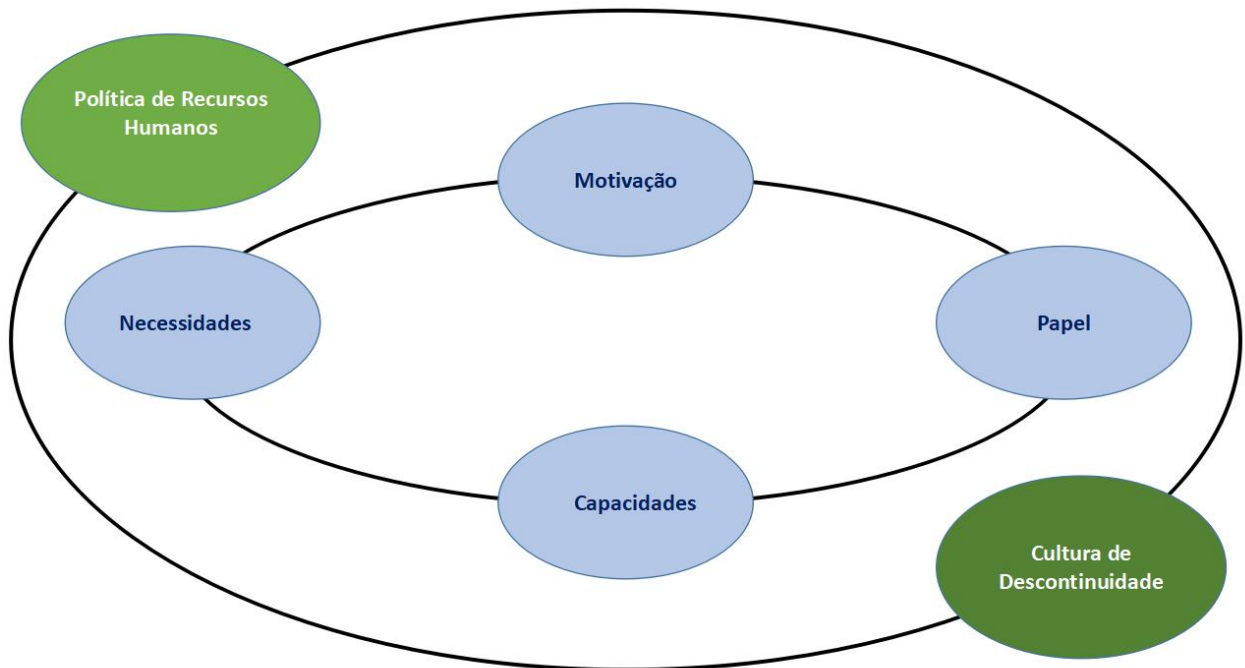 Política de Recursos
Humanos
Motivação
Necessidades
Papel
Capacidades
Cultura de
Descontinuidade